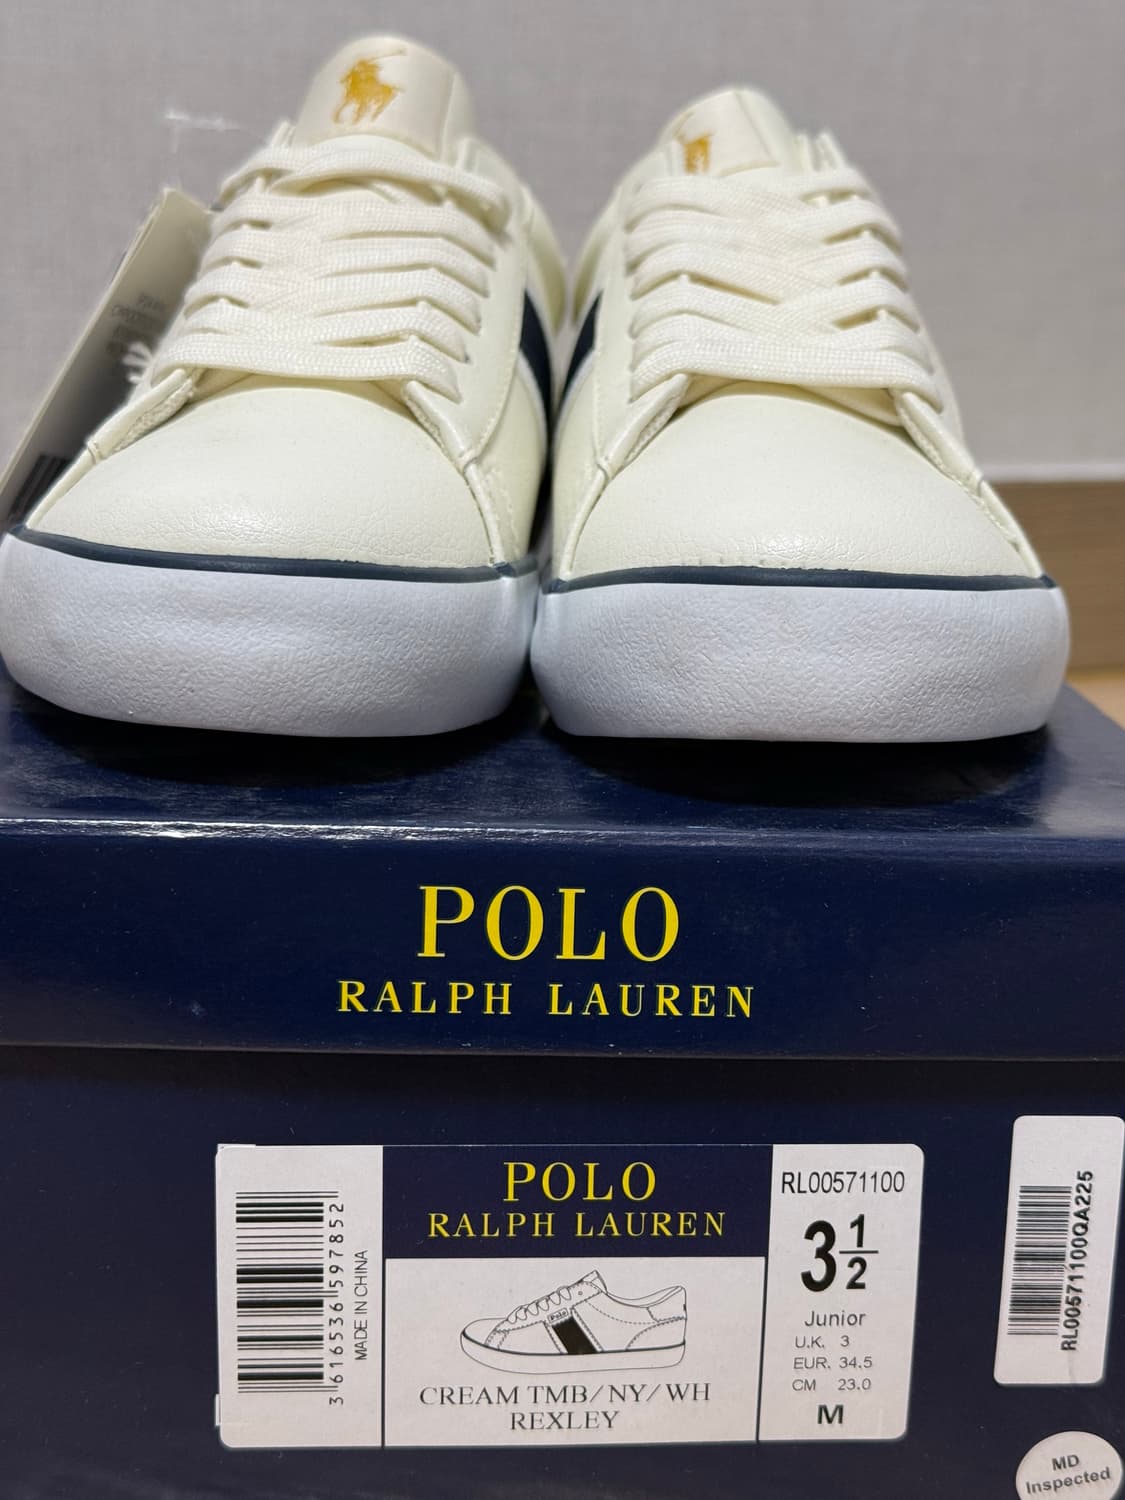 POLO
RALPH LAUREN
3 616536 597852
MADE IN CHINA
POLO
RALPH LAUREN
Polo
CREAM TMB/NY/WH
REXLEY
RL00571100
3 1/2
Junior
U.K. 3
EUR. 34.5
CM 23.0
M
RL00571100QA225
MD
Inspected